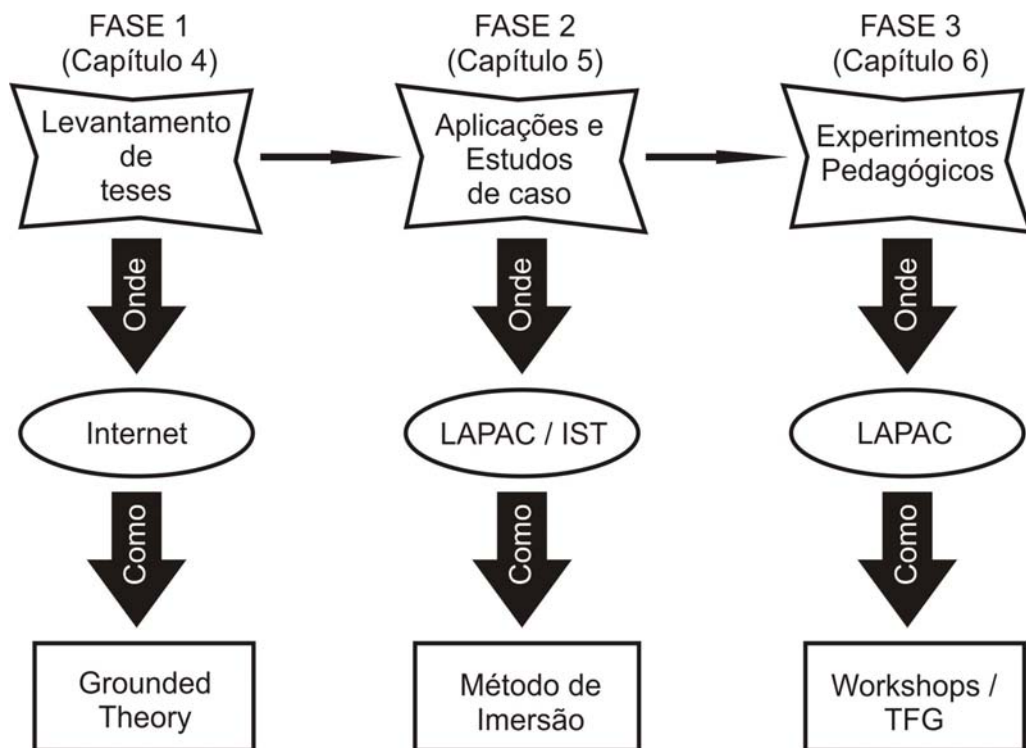 FASE 1
(Capítulo 4)
Levantamento
de
teses
Onde
Internet
Como
Grounded
Theory
FASE 2
(Capítulo 5)
Aplicações e
Estudos
de caso
Onde
LAPAC / IST
Como
Método de
Imersão
FASE 3
(Capítulo 6)
Experimentos
Pedagógicos
Onde
LAPAC
Como
Workshops /
TFG